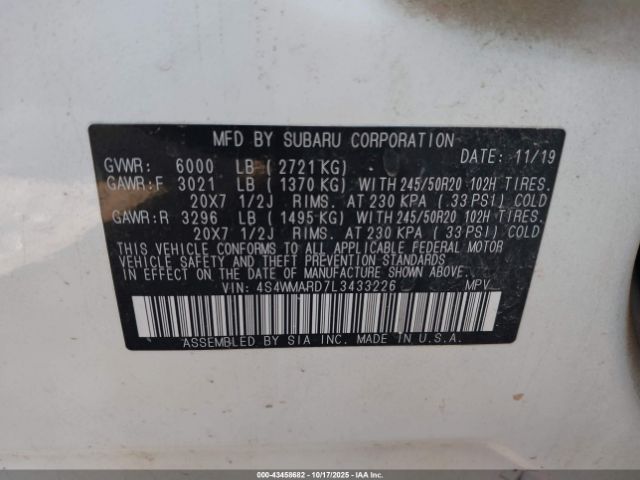 MFD BY SUBARU CORPORATION
DATE: 11/19
GVWR: 6000 LB ( 2721 KG)
GAWR:F 3021 LB ( 1370 KG) WITH 245/50R20 102H TIRES.
20X7 1/2J RIMS. AT 230 KPA ( 33 PSI) COLD
GAWR:R 3296 LB ( 1495 KG) WITH 245/50R20 102H TIRES.
20X7 1/2J RIMS. AT 230 KPA ( 33 PSI) COLD
THIS VEHICLE CONFORMS TO ALL APPLICABLE FEDERAL MOTOR
VEHICLE SAFETY AND THEFT PREVENTION STANDARDS
IN EFFECT ON THE DATE OF MANUFACTURE SHOWN ABOVE.
VIN: 4S4WMARD7L3433226 MPV
ASSEMBLED BY SIA INC. MADE IN U.S.A.
000-43458682 - 10/17/2025 - IAAI.com